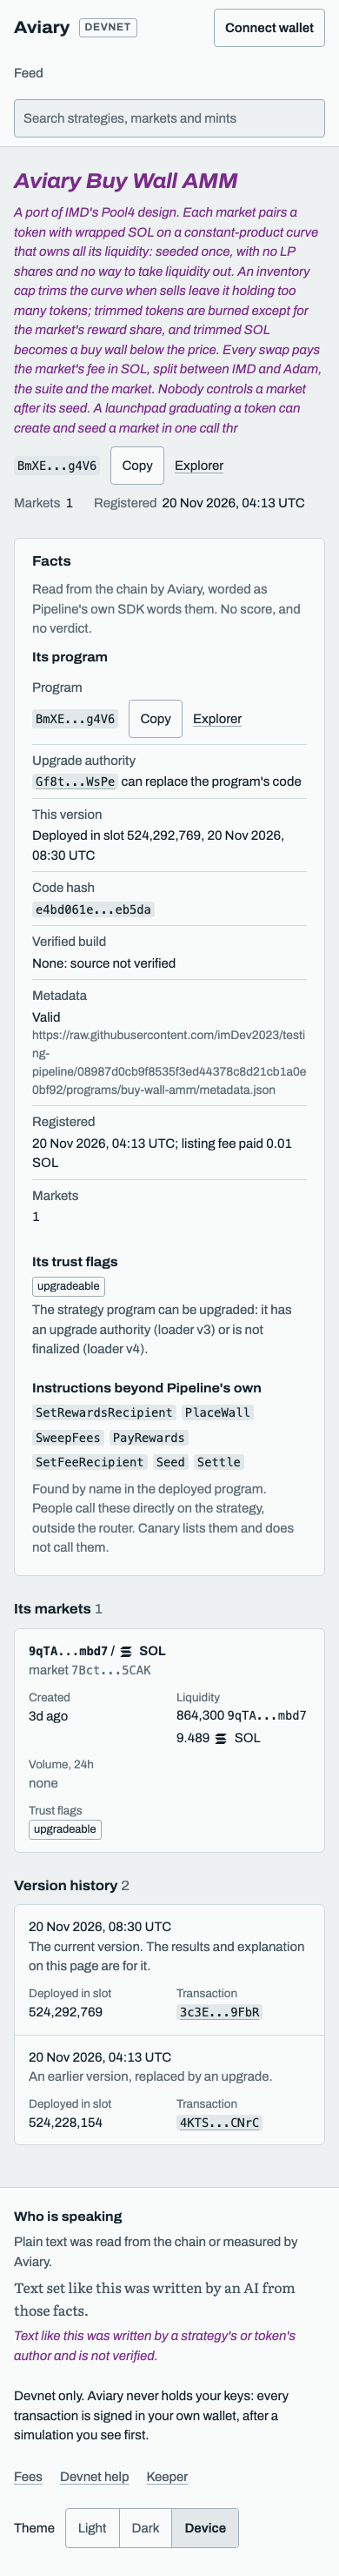 Aviary DEVNET Connect wallet
Feed
Search strategies, markets and mints
Aviary Buy Wall AMM
A port of IMD's Pool4 design. Each market pairs a
token with wrapped SOL on a constant-product curve
that owns all its liquidity: seeded once, with no LP
shares and no way to take liquidity out. An inventory
cap trims the curve when sells leave it holding too
many tokens; trimmed tokens are burned except for
the market's reward share, and trimmed SOL
becomes a buy wall below the price. Every swap pays
the market's fee in SOL, split between IMD and Adam,
the suite and the market. Nobody controls a market
after its seed. A launchpad graduating a token can
create and seed a market in one call thr
BmXE...g4V6 Copy Explorer
Markets 1 Registered 20 Nov 2026, 04:13 UTC
Facts
Read from the chain by Aviary, worded as
Pipeline's own SDK words them. No score, and
no verdict.
Its program
Program
BmXE...g4V6 Copy Explorer
Upgrade authority
Gf8t...WsPe can replace the program's code
This version
Deployed in slot 524,292,769, 20 Nov 2026,
08:30 UTC
Code hash
e4bd061e...eb5da
Verified build
None: source not verified
Metadata
Valid
https://raw.githubusercontent.com/imDev2023/testi
ng-
pipeline/08987d0cb9f8535f3ed44378c8d21cb1a0e
0bf92/programs/buy-wall-amm/metadata.json
Registered
20 Nov 2026, 04:13 UTC; listing fee paid 0.01
SOL
Markets
1
Its trust flags
upgradeable
The strategy program can be upgraded: it has
an upgrade authority (loader v3) or is not
finalized (loader v4).
Instructions beyond Pipeline's own
SetRewardsRecipient PlaceWall
SweepFees PayRewards
SetFeeRecipient Seed Settle
Found by name in the deployed program.
People call these directly on the strategy,
outside the router. Canary lists them and does
not call them.
Its markets 1
9qTA...mbd7 / SOL
market 7Bct...5CAK
Created Liquidity
3d ago 864,300 9qTA...mbd7
9.489 SOL
Volume, 24h
none
Trust flags
upgradeable
Version history 2
20 Nov 2026, 08:30 UTC
The current version. The results and explanation
on this page are for it.
Deployed in slot Transaction
524,292,769 3c3E...9FbR
20 Nov 2026, 04:13 UTC
An earlier version, replaced by an upgrade.
Deployed in slot Transaction
524,228,154 4KTS...CNrC
Who is speaking
Plain text was read from the chain or measured by
Aviary.
Text set like this was written by an AI from
those facts.
Text like this was written by a strategy's or token's
author and is not verified.
Devnet only. Aviary never holds your keys: every
transaction is signed in your own wallet, after a
simulation you see first.
Fees Devnet help Keeper
Theme Light Dark Device